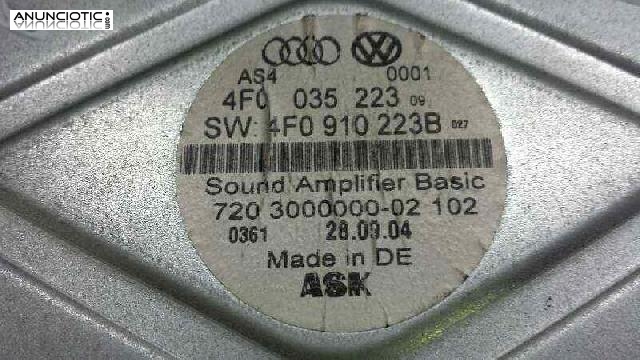 ANUNCIOTIC.com
AS4 0001
4F0 035 223 09
SW: 4F0 910 223B 027
Sound Amplifier Basic
720 3000000-02 102
0361 28.09.04
Made in DE
ASK